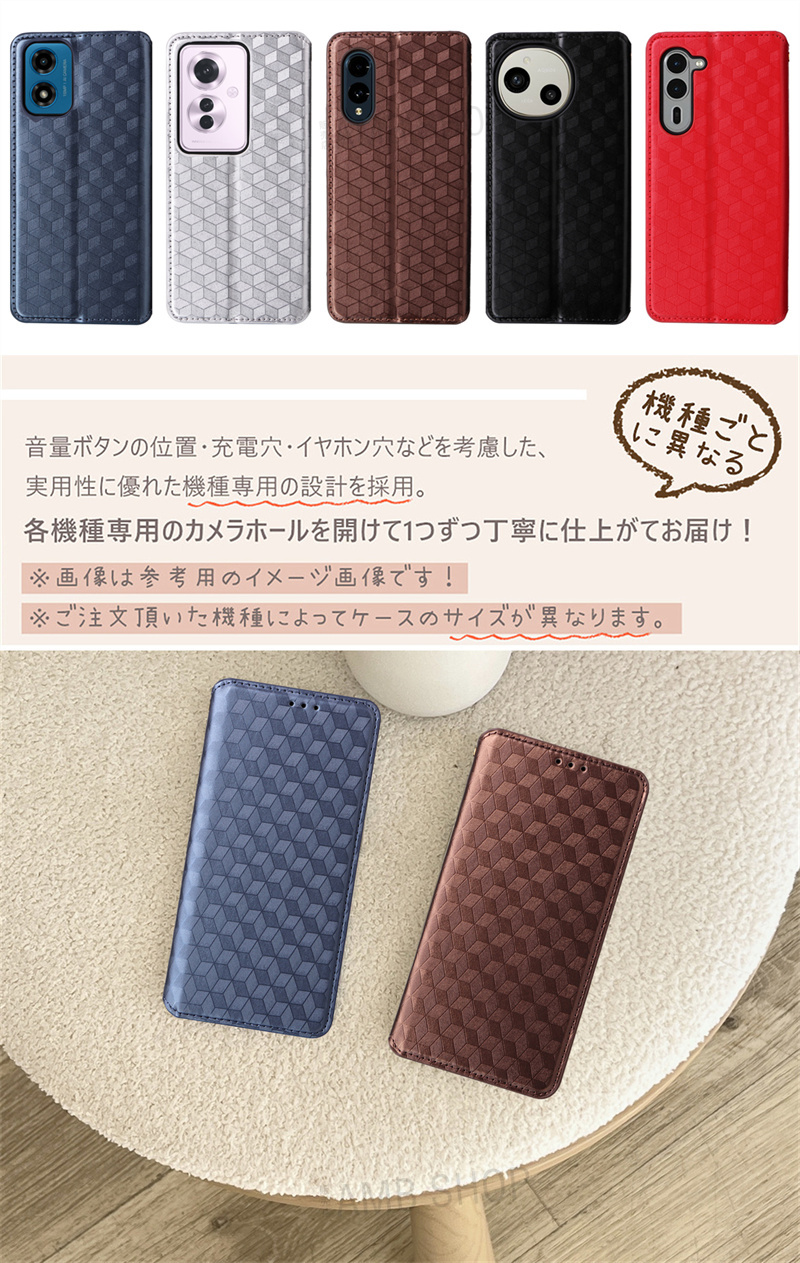 機種ごと
に異なる
音量ボタンの位置・充電穴・イヤホン穴などを考慮した、
実用性に優れた機種専用の設計を採用。
各機種専用のカメラホールを開けて1つずつ丁寧に仕上がてお届け！
※画像は参考用のイメージ画像です！
※ご注文頂いた機種によってケースのサイズが異なります。